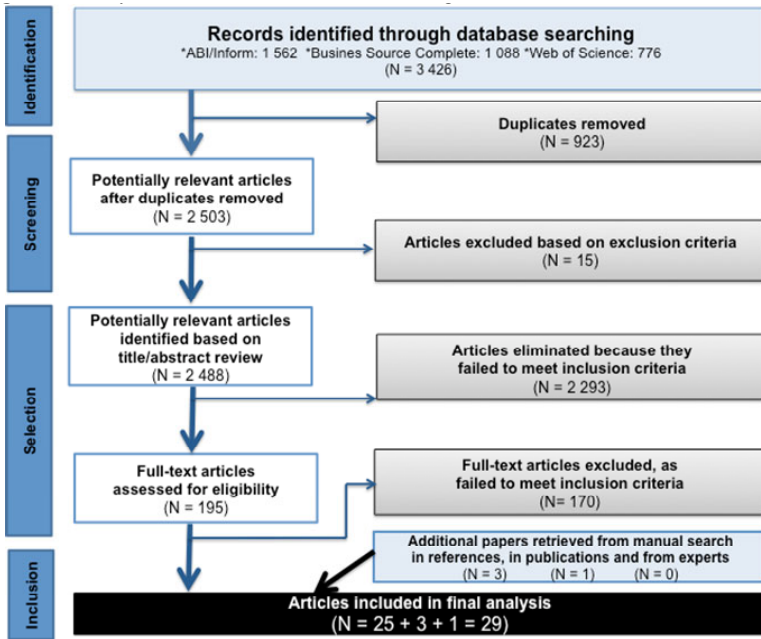 Identification
Records identified through database searching
*ABI/Inform: 1 562 *Busines Source Complete: 1 088 *Web of Science: 776
(N = 3 426)
Duplicates removed
(N = 923)
Screening
Potentially relevant articles
after duplicates removed
(N = 2 503)
Articles excluded based on exclusion criteria
(N = 15)
Selection
Potentially relevant articles
identified based on
title/abstract review
(N = 2 488)
Articles eliminated because they
failed to meet inclusion criteria
(N = 2 293)
Full-text articles
assessed for eligibility
(N = 195)
Full-text articles excluded, as
failed to meet inclusion criteria
(N= 170)
Inclusion
Additional papers retrieved from manual search
in references, in publications and from experts
(N = 3) (N = 1) (N = 0)
Articles included in final analysis
(N = 25 + 3 + 1 = 29)